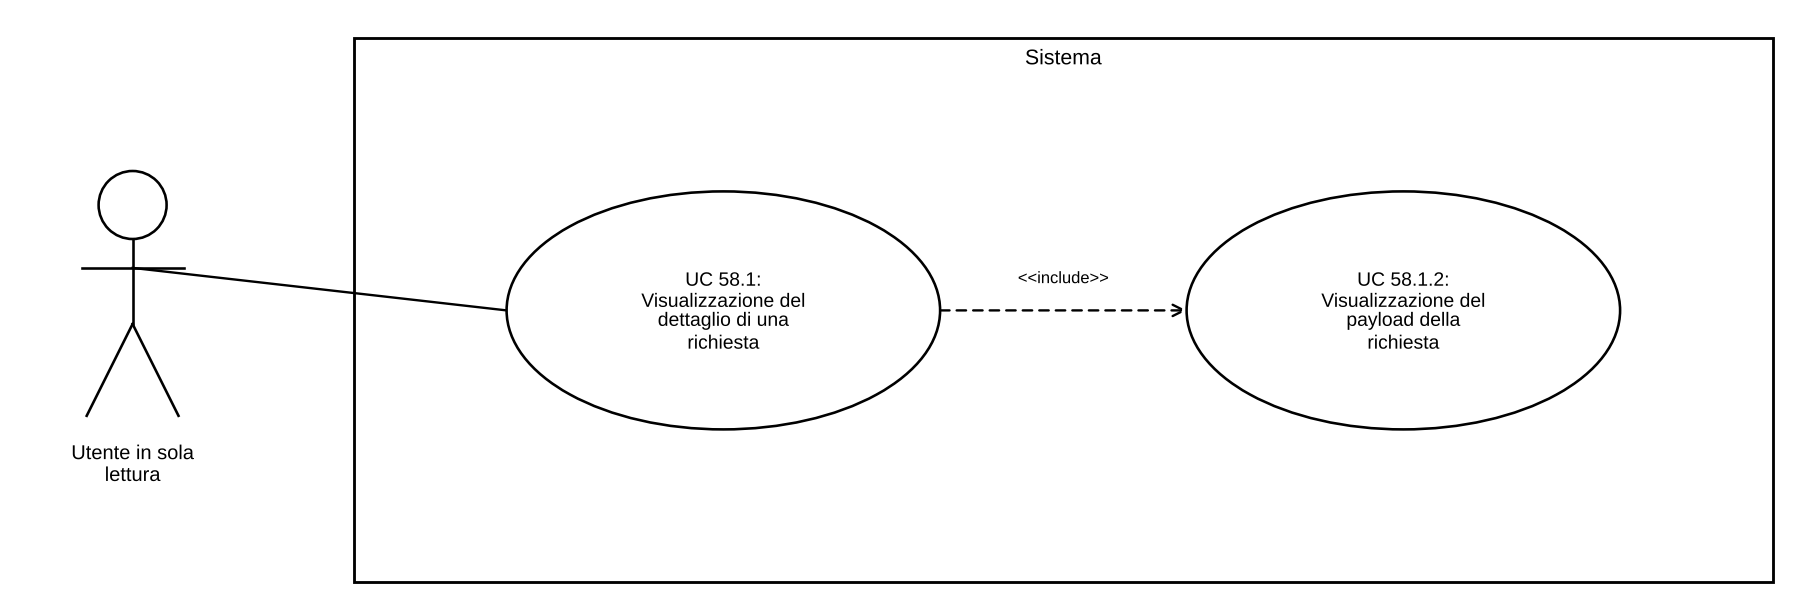 Sistema
UC 58.1:
Visualizzazione del
dettaglio di una
richiesta
<<include>>
UC 58.1.2:
Visualizzazione del
payload della
richiesta
Utente in sola
lettura